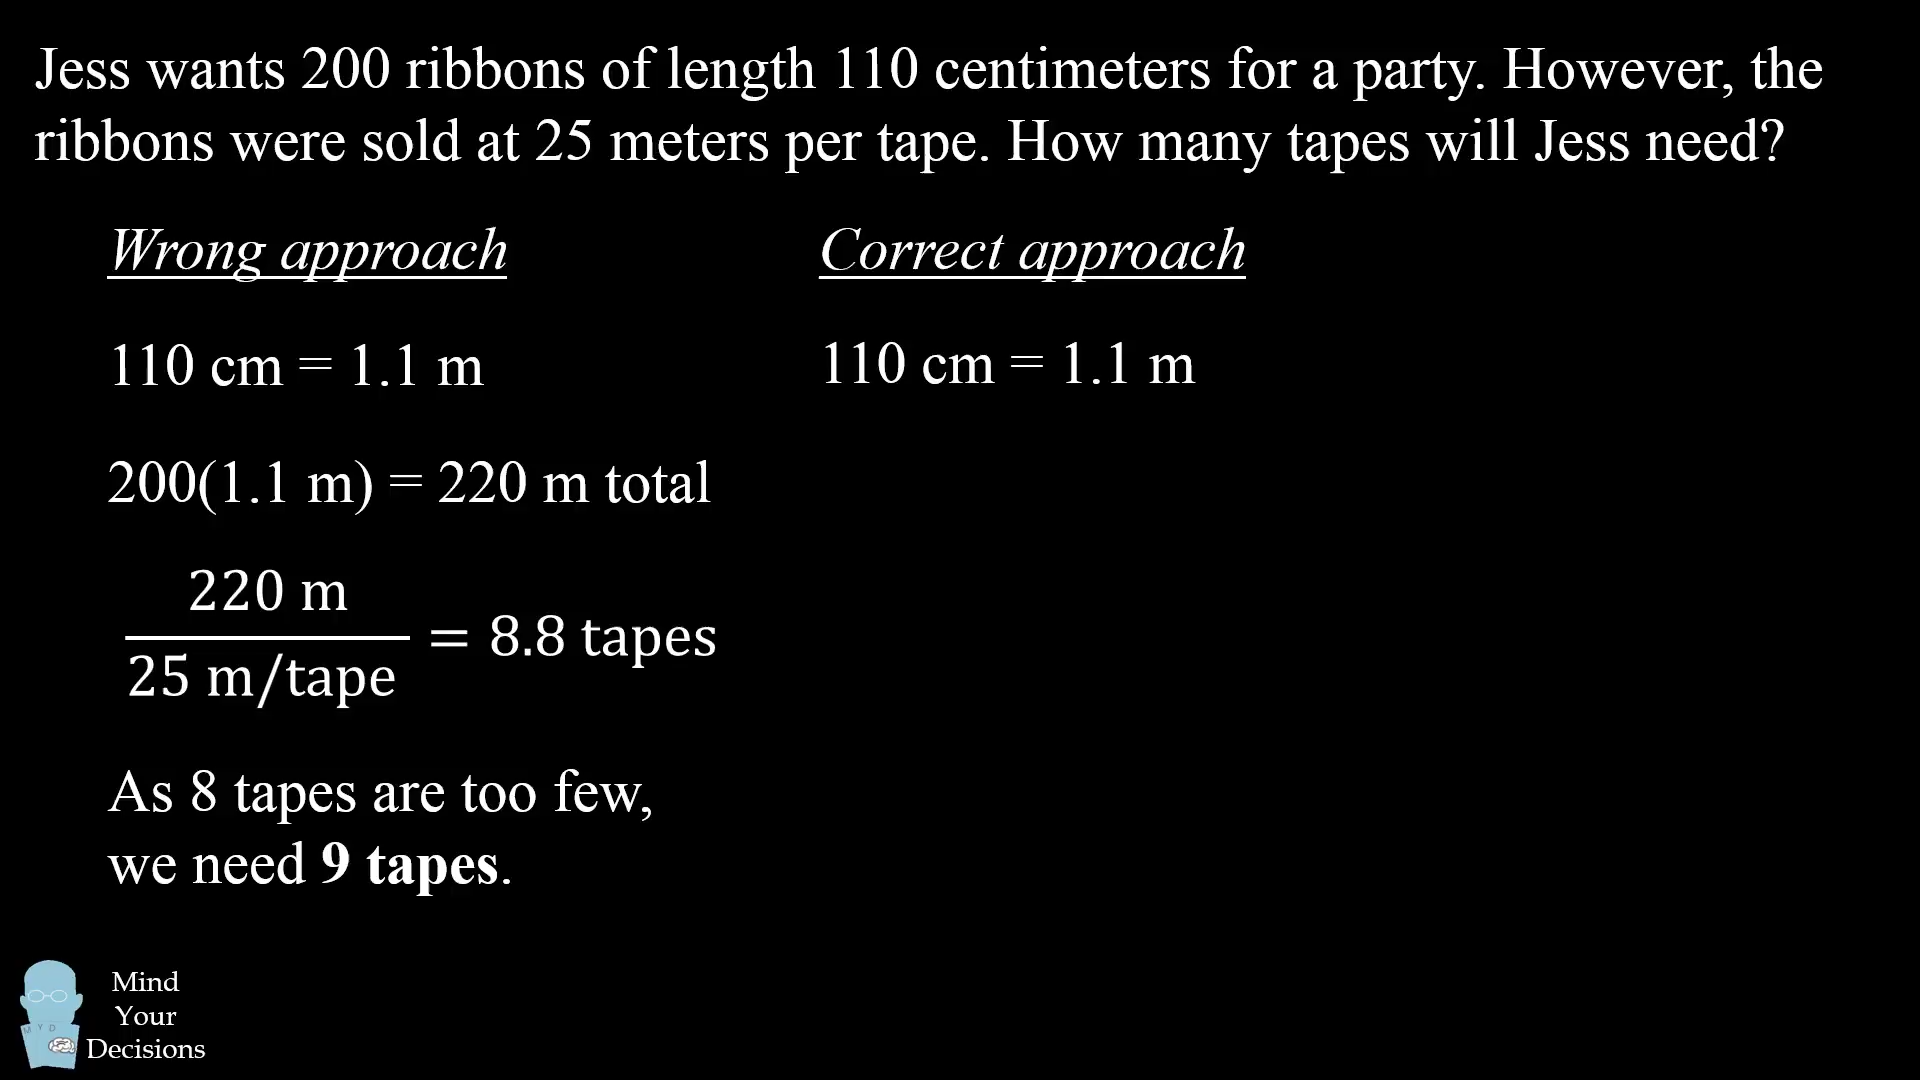 Jess wants 200 ribbons of length 110 centimeters for a party. However, the
ribbons were sold at 25 meters per tape. How many tapes will Jess need?
Wrong approach
110 cm = 1.1 m
200(1.1 m) = 220 m total
220 m
25 m/tape
= 8.8 tapes
As 8 tapes are too few,
we need 9 tapes.
Correct approach
110 cm = 1.1 m
M Y D
Mind
Your
Decisions